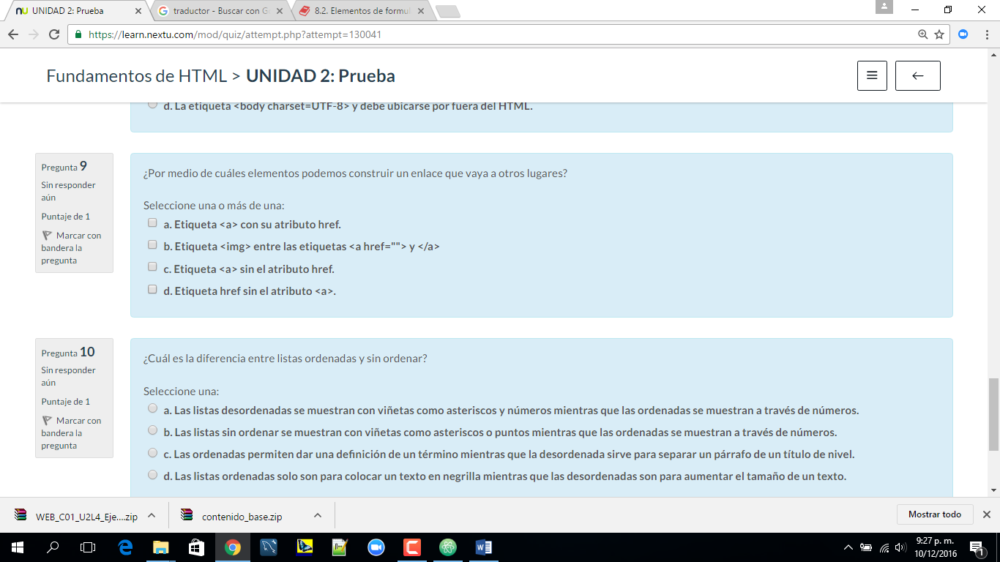 UNIDAD 2: Prueba
traductor - Buscar con G
8.2. Elementos de formul
https://learn.nextu.com/mod/quiz/attempt.php?attempt=130041
Fundamentos de HTML > UNIDAD 2: Prueba
d. La etiqueta <body charset=UTF-8> y debe ubicarse por fuera del HTML.
Pregunta 9
Sin responder
aún
Puntaje de 1
Marcar con
bandera la
pregunta
¿Por medio de cuáles elementos podemos construir un enlace que vaya a otros lugares?
Seleccione una o más de una:
a. Etiqueta <a> con su atributo href.
b. Etiqueta <img> entre las etiquetas <a href=""> y </a>
c. Etiqueta <a> sin el atributo href.
d. Etiqueta href sin el atributo <a>.
Pregunta 10
Sin responder
aún
Puntaje de 1
Marcar con
bandera la
pregunta
¿Cuál es la diferencia entre listas ordenadas y sin ordenar?
Seleccione una:
a. Las listas desordenadas se muestran con viñetas como asteriscos y números mientras que las ordenadas se muestran a través de números.
b. Las listas sin ordenar se muestran con viñetas como asteriscos o puntos mientras que las ordenadas se muestran a través de números.
c. Las ordenadas permiten dar una definición de un término mientras que la desordenada sirve para separar un párrafo de un título de nivel.
d. Las listas ordenadas solo son para colocar un texto en negrilla mientras que las desordenadas son para aumentar el tamaño de un texto.
WEB_C01_U2L4_Eje....zip
contenido_base.zip
Mostrar todo
9:27 p. m.
10/12/2016
1